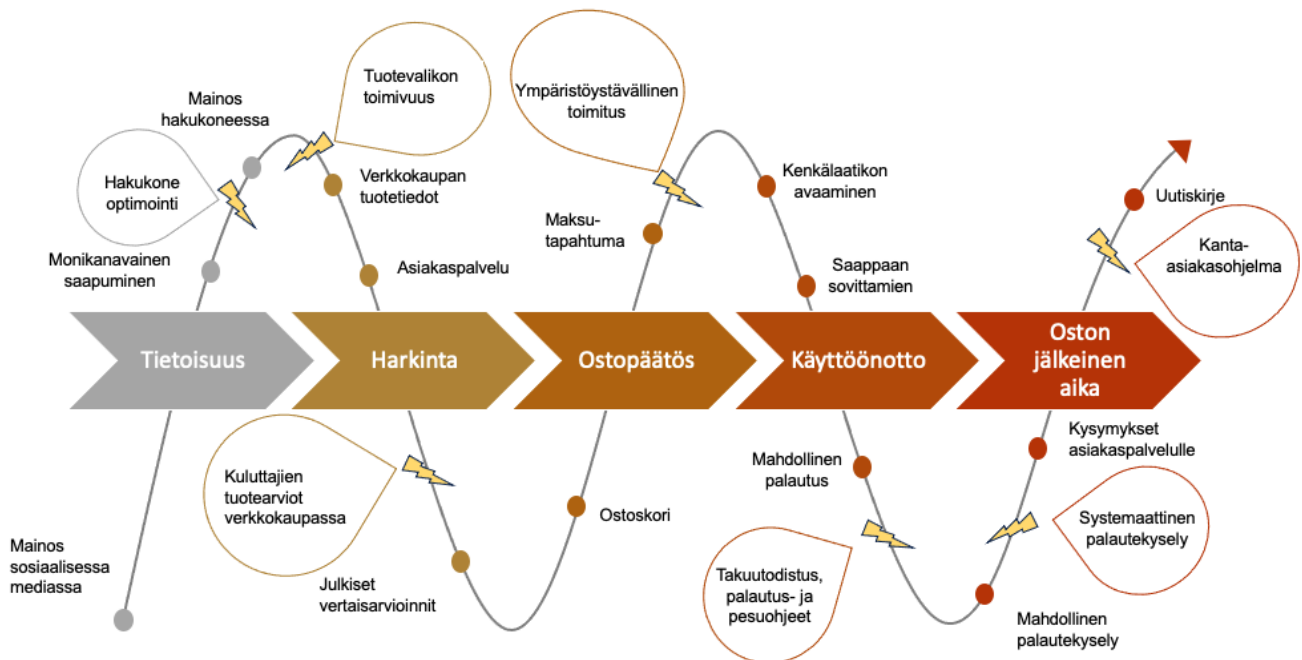 Tuotevalikon
toimivuus
Ympäristöystävällinen
toimitus
Mainos
hakukoneessa
Hakukone
optimointi
Verkkokaupan
tuotetiedot
Kenkälaatikon
avaaminen
Uutiskirje
Maksu-
tapahtuma
Monikanavainen
saapuminen
Asiakaspalvelu
Saappaan
sovittamien
Kanta-
asiakasohjelma
Tietoisuus
Harkinta
Ostopäätös
Käyttöönotto
Oston
jälkeinen
aika
Kuluttajien
tuotearviot
verkkokaupassa
Mahdollinen
palautus
Kysymykset
asiakaspalvelulle
Ostoskori
Systemaattinen
palautekysely
Mainos
sosiaalisessa
mediassa
Julkiset
vertaisarvioinnit
Takuutodistus,
palautus- ja
pesuohjeet
Mahdollinen
palautekysely